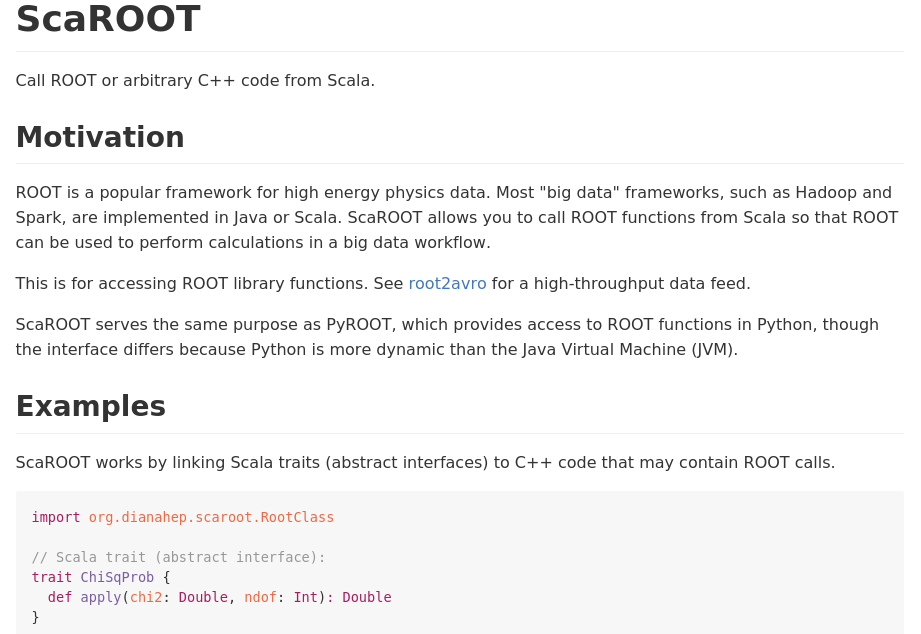 ScaROOT
Call ROOT or arbitrary C++ code from Scala.
Motivation
ROOT is a popular framework for high energy physics data. Most "big data" frameworks, such as Hadoop and
Spark, are implemented in Java or Scala. ScaROOT allows you to call ROOT functions from Scala so that ROOT
can be used to perform calculations in a big data workflow.
This is for accessing ROOT library functions. See root2avro for a high-throughput data feed.
ScaROOT serves the same purpose as PyROOT, which provides access to ROOT functions in Python, though
the interface differs because Python is more dynamic than the Java Virtual Machine (JVM).
Examples
ScaROOT works by linking Scala traits (abstract interfaces) to C++ code that may contain ROOT calls.
import org.dianahep.scaroot.RootClass
// Scala trait (abstract interface):
trait ChiSqProb {
  def apply(chi2: Double, ndof: Int): Double
}